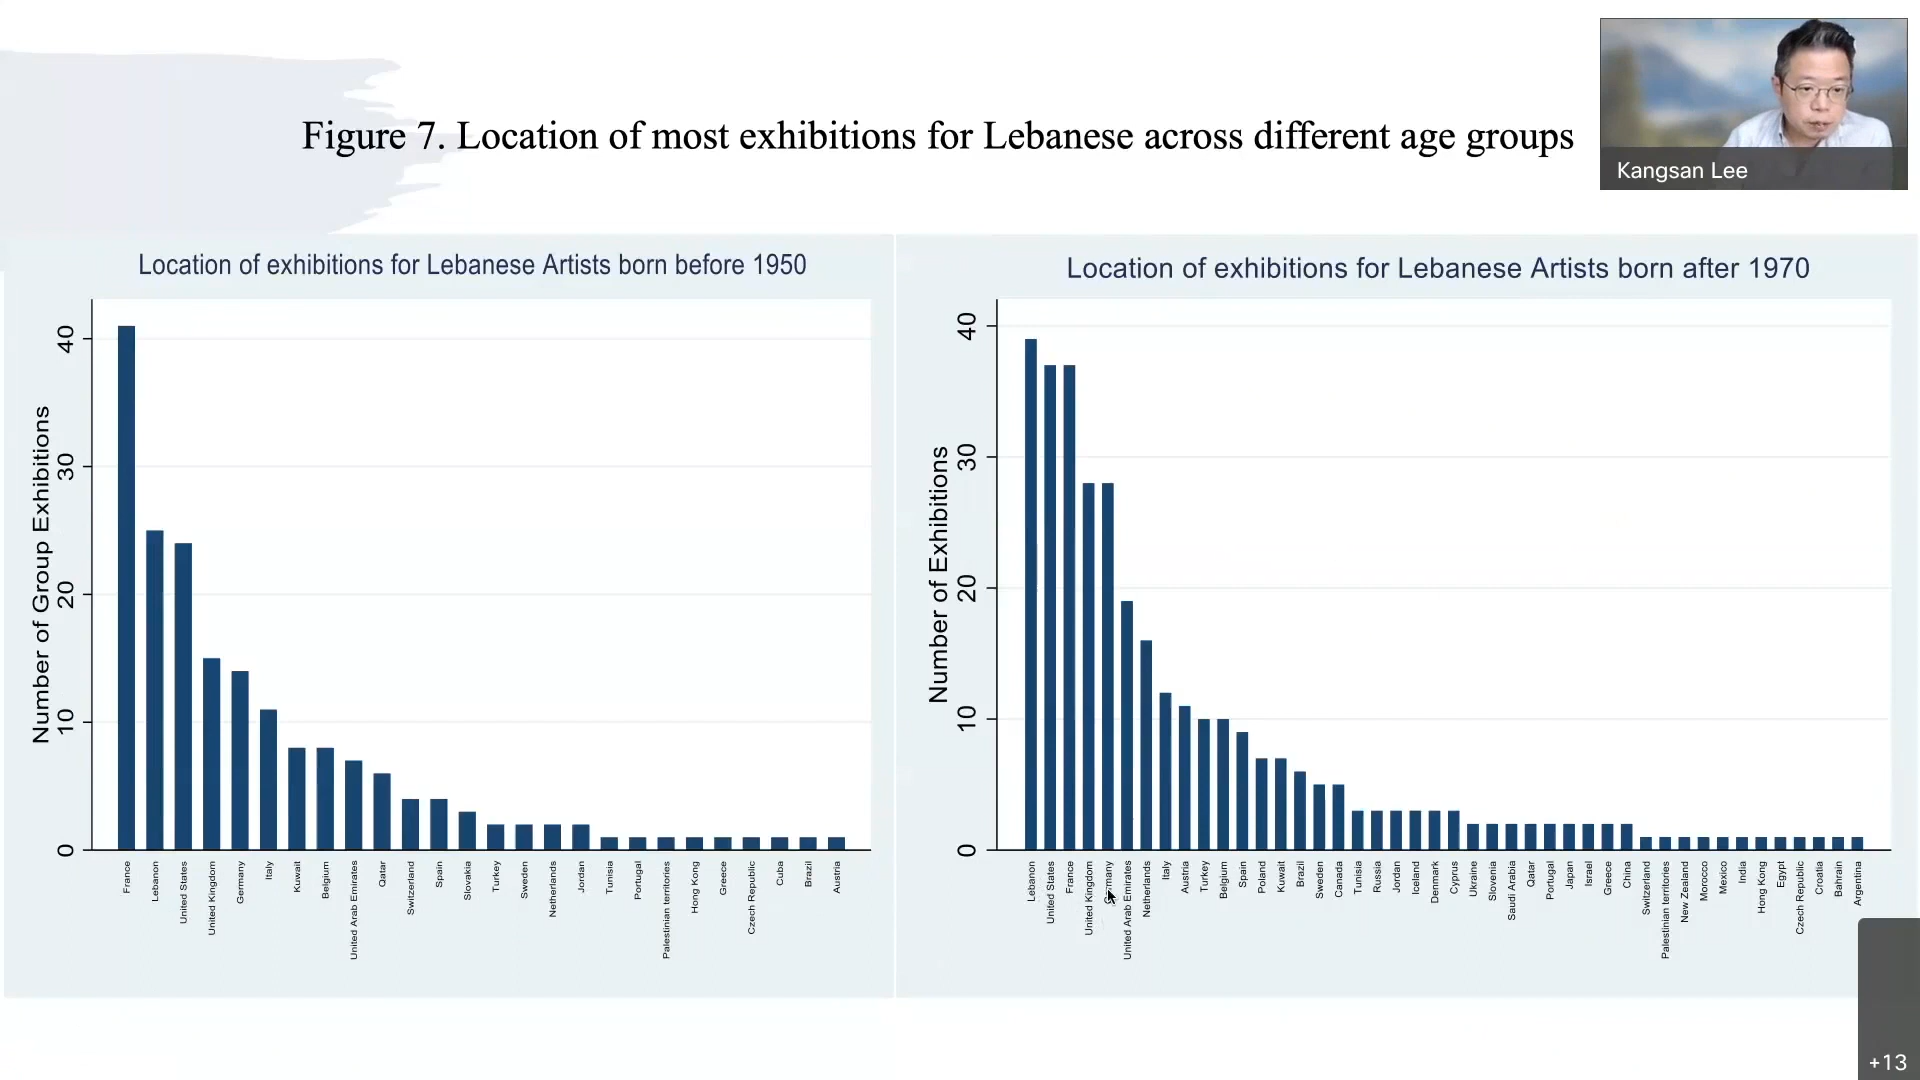 Figure 7. Location of most exhibitions for Lebanese across different age groups
Kangsan Lee
Location of exhibitions for Lebanese Artists born before 1950
Number of Group Exhibitions
40
30
20
10
0
France
Lebanon
United States
United Kingdom
Germany
Italy
Kuwait
Belgium
United Arab Emirates
Qatar
Switzerland
Spain
Slovakia
Turkey
Sweden
Netherlands
Jordan
Tunisia
Portugal
Palestinian territories
Hong Kong
Greece
Czech Republic
Cuba
Brazil
Austria
Location of exhibitions for Lebanese Artists born after 1970
Number of Exhibitions
40
30
20
10
0
Lebanon
United States
France
United Kingdom
Germany
United Arab Emirates
Netherlands
Italy
Austria
Turkey
Belgium
Spain
Poland
Kuwait
Brazil
Sweden
Canada
Tunisia
Russia
Jordan
Iceland
Denmark
Cyprus
Ukraine
Slovenia
Saudi Arabia
Qatar
Portugal
Japan
Israel
Greece
China
Switzerland
Palestinian territories
New Zealand
Morocco
Mexico
India
Hong Kong
Egypt
Czech Republic
Croatia
Bahrain
Argentina
+13